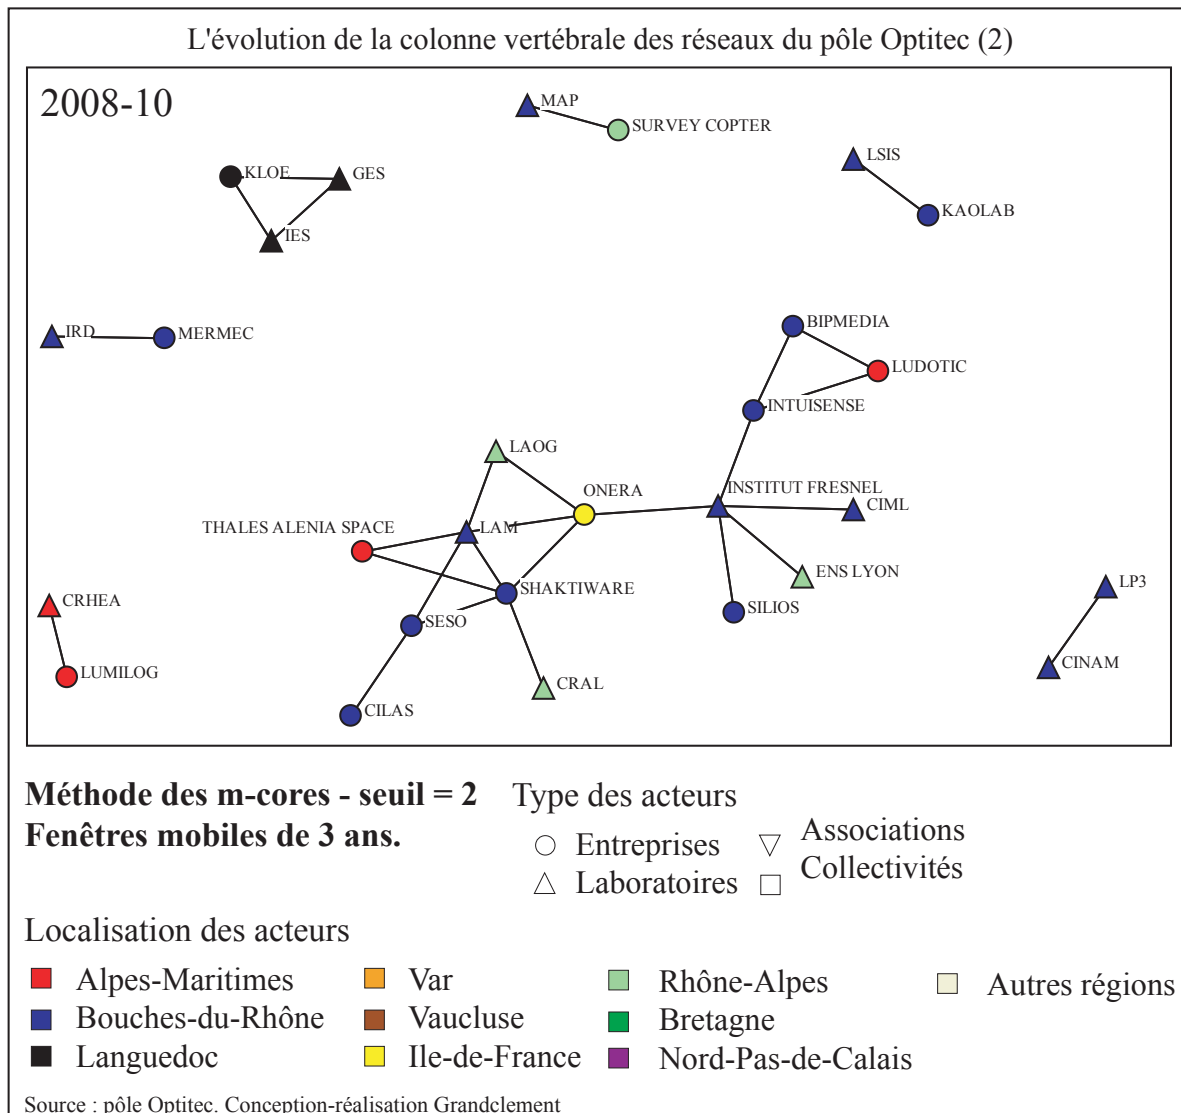 L'évolution de la colonne vertébrale des réseaux du pôle Optitec (2)
2008-10
MAP
SURVEY COPTER
LSIS
KLOE
GES
KAOLAB
IES
IRD
MERMEC
BIPMEDIA
LUDOTIC
INTUISENSE
LAOG
ONERA
INSTITUT FRESNEL
CIML
THALES ALENIA SPACE
LAM
ENS LYON
SHAKTIWARE
LP3
CRHEA
SESO
SILIOS
LUMILOG
CRAL
CINAM
CILAS
Méthode des m-cores - seuil = 2
Fenêtres mobiles de 3 ans.
Type des acteurs
Entreprises
Associations
Laboratoires
Collectivités
Localisation des acteurs
Alpes-Maritimes
Var
Rhône-Alpes
Autres régions
Bouches-du-Rhône
Vaucluse
Bretagne
Languedoc
Ile-de-France
Nord-Pas-de-Calais
Source : pôle Optitec. Conception-réalisation Grandclement